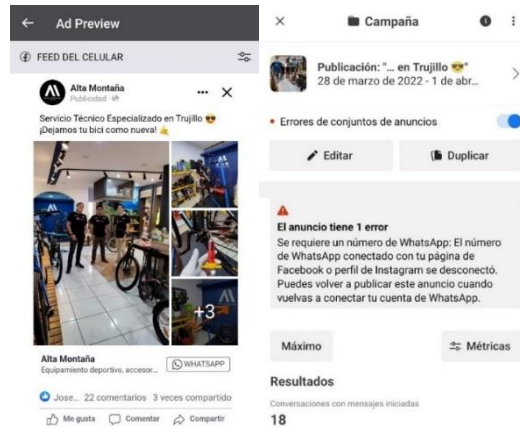 Ad Preview
FEED DEL CELULAR
Alta Montaña
Publicidad ·
Servicio Técnico Especializado en Trujillo 😎
¡Dejamos tu bici como nueva! 👍
+3
Alta Montaña
Equipamiento deportivo, accesor...
WHATSAPP
Jose... 22 comentarios 3 veces compartido
Me gusta Comentar Compartir
Campaña
Publicación: "... en Trujillo 😎"
28 de marzo de 2022 - 1 de abr...
• Errores de conjuntos de anuncios
Editar Duplicar
El anuncio tiene 1 error
Se requiere un número de WhatsApp: El número
de WhatsApp conectado con tu página de
Facebook o perfil de Instagram se desconectó.
Puedes volver a publicar este anuncio cuando
vuelvas a conectar tu cuenta de WhatsApp.
Máximo Métricas
Resultados
Conversaciones con mensajes iniciadas
18